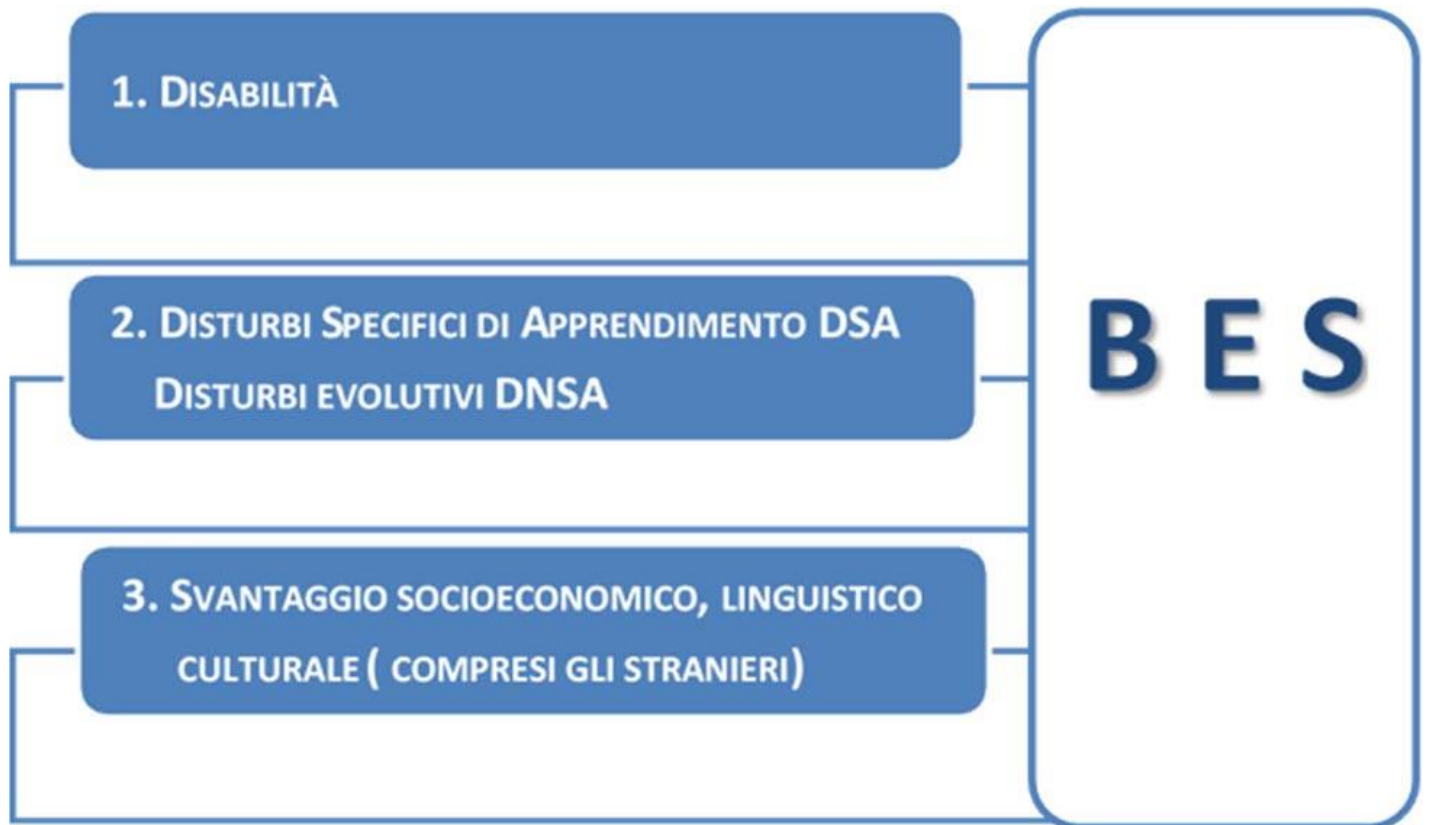 1. DISABILITÀ
2. DISTURBI SPECIFICI DI APPRENDIMENTO DSA
DISTURBI EVOLUTIVI DNSA
3. SVANTAGGIO SOCIOECONOMICO, LINGUISTICO
CULTURALE ( COMPRESI GLI STRANIERI)
B E S